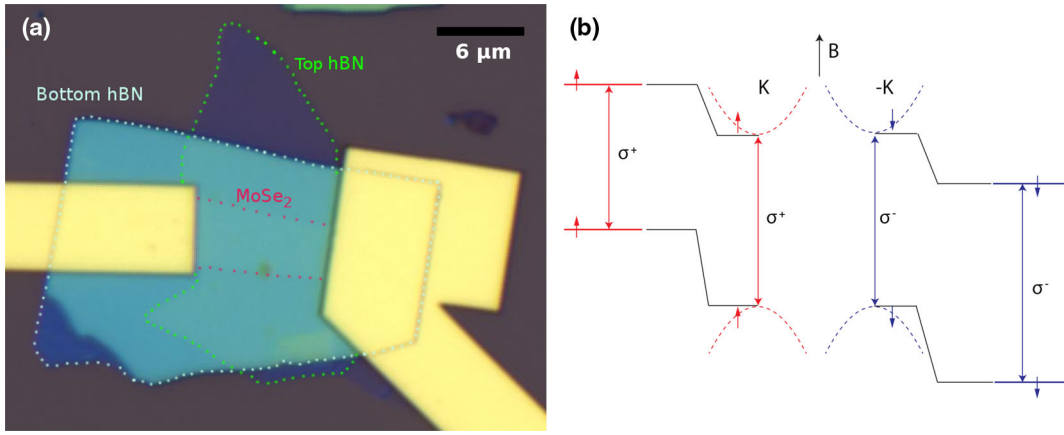 (a)
6 µm
Top hBN
Bottom hBN
MoSe2
(b)
B
K
-K
σ+
σ+
σ-
σ-